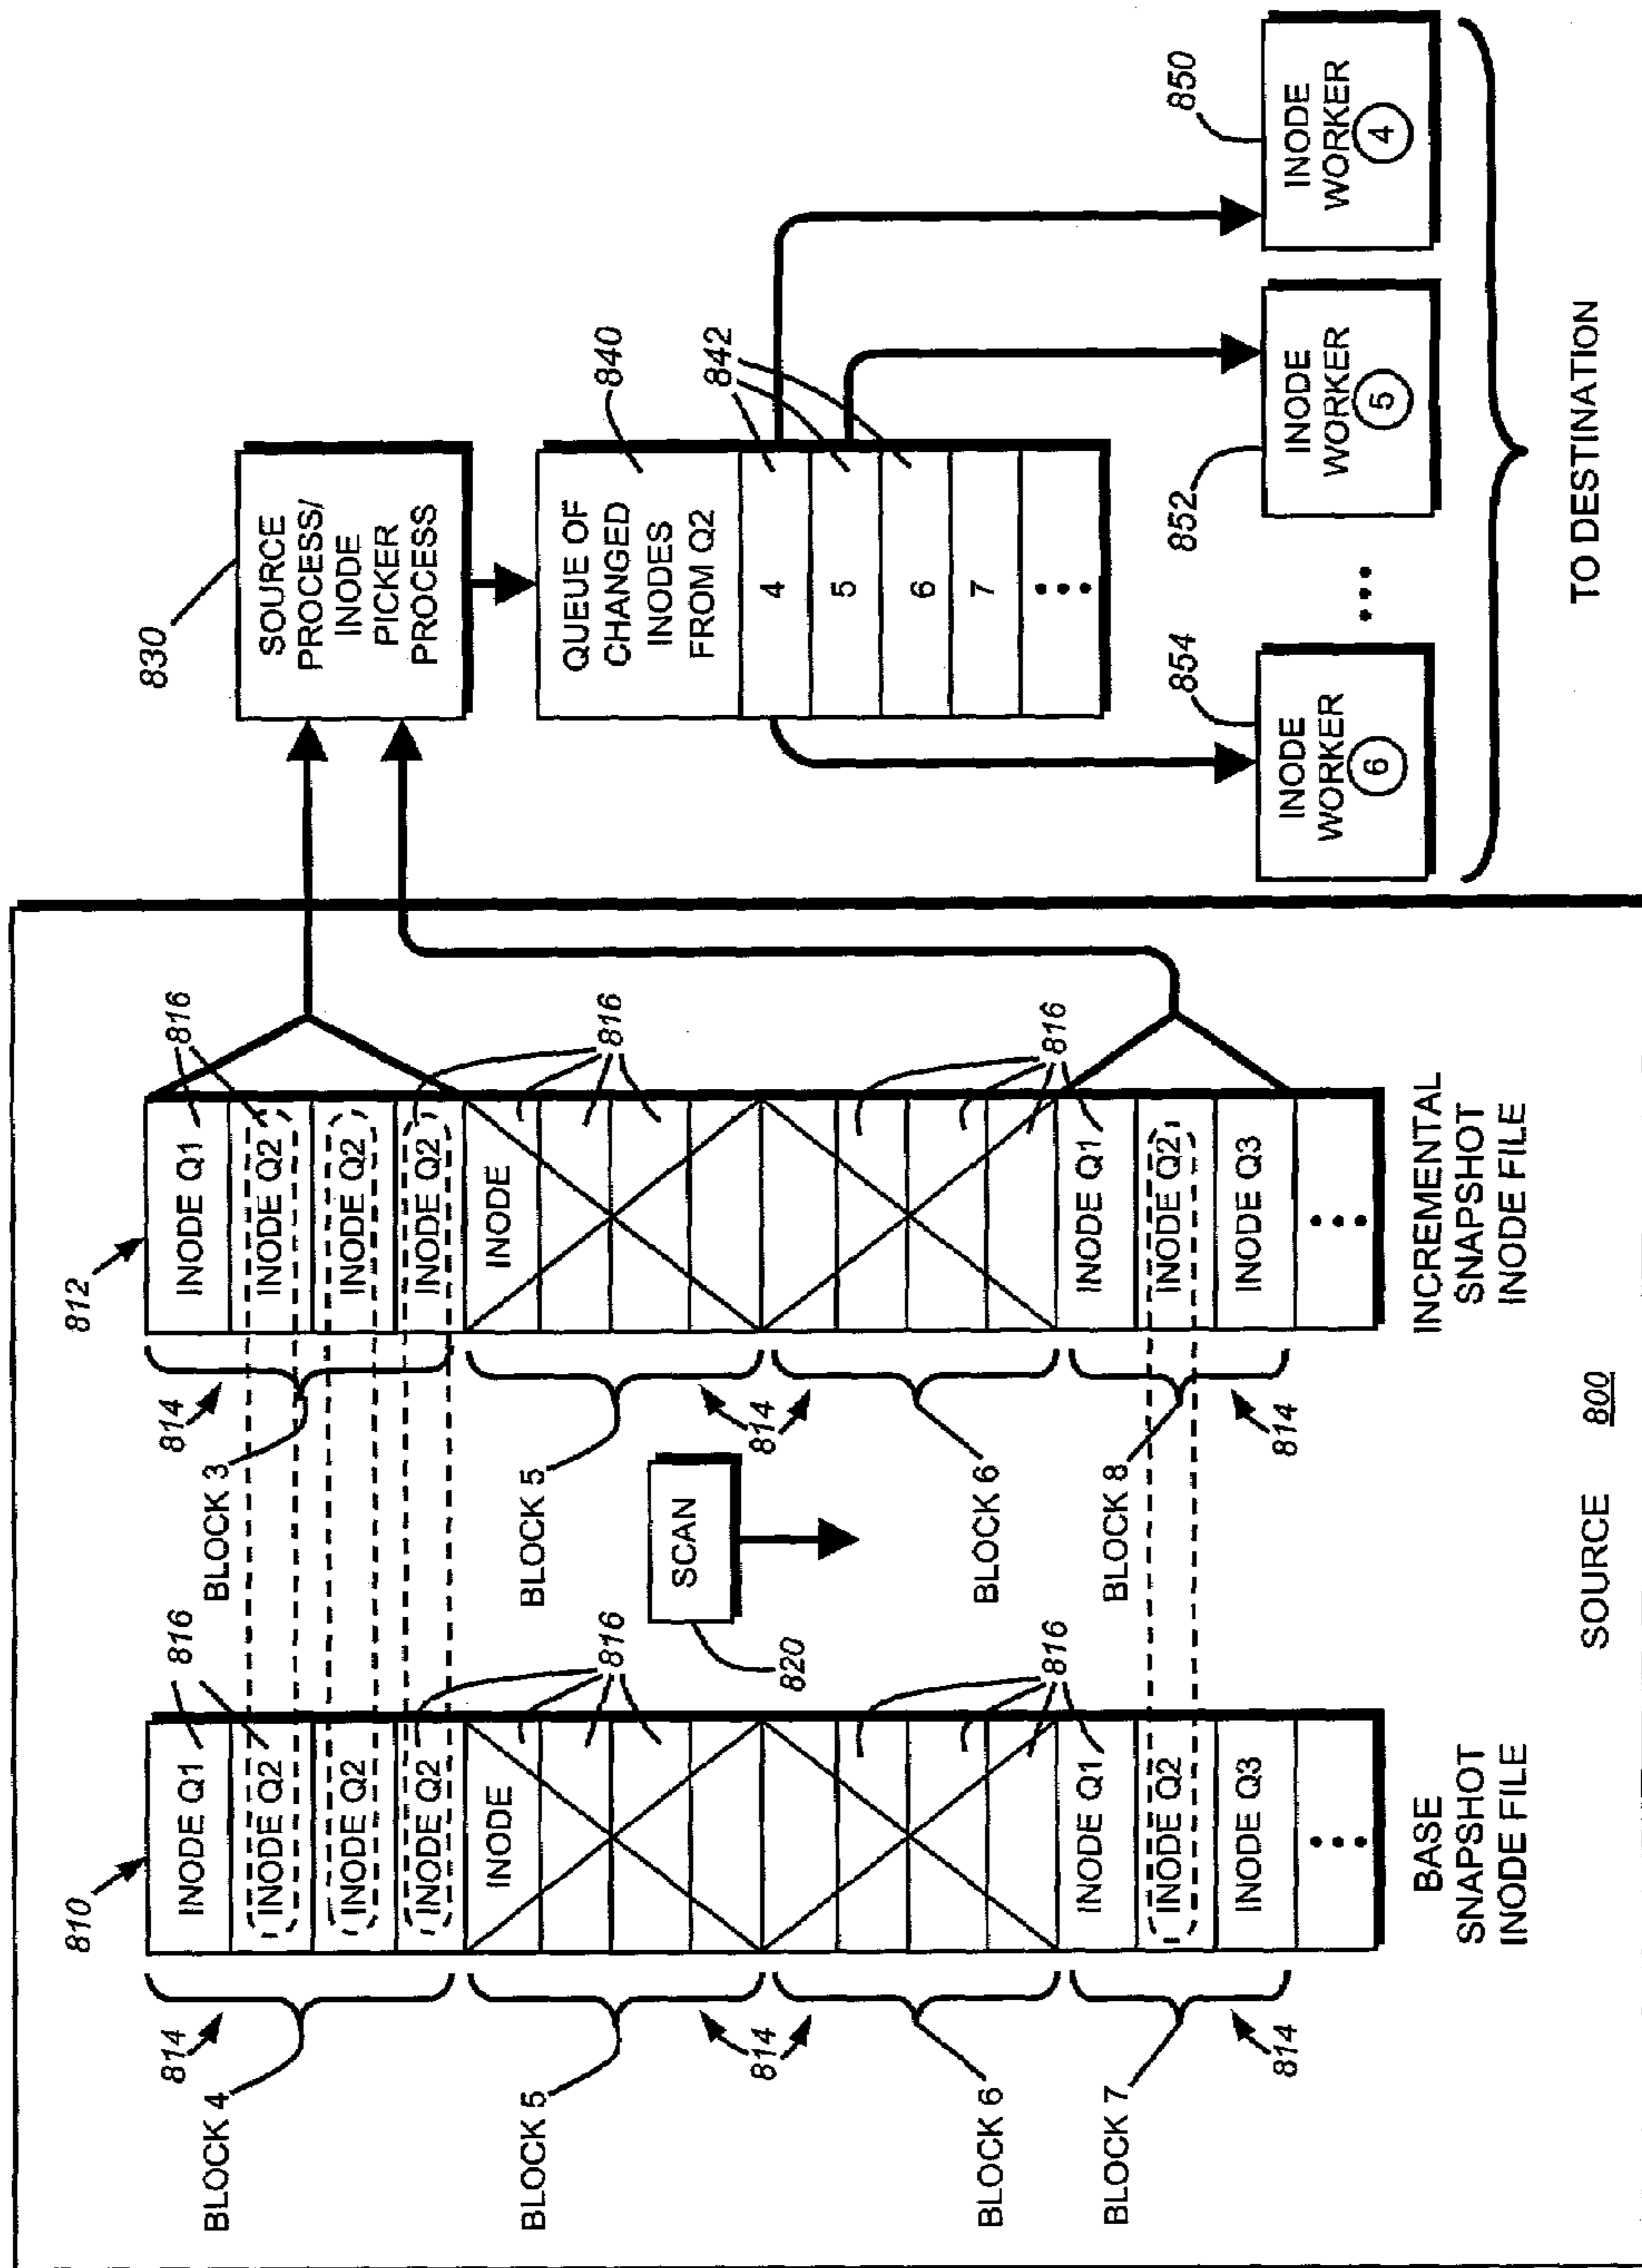 810
814
BLOCK 4
INODE Q1
816
INODE Q2
INODE Q2
INODE Q2
BLOCK 5
INODE
816
814
BLOCK 6
816
BLOCK 7
INODE Q1
INODE Q2
INODE Q3
814
BASE
SNAPSHOT
INODE FILE
SCAN
820
812
814
BLOCK 3
INODE Q1
816
INODE Q2
INODE Q2
INODE Q2
BLOCK 5
INODE
816
814
BLOCK 6
816
BLOCK 8
INODE Q1
INODE Q2
INODE Q3
814
INCREMENTAL
SNAPSHOT
INODE FILE
SOURCE 800
830
SOURCE
PROCESS/
INODE
PICKER
PROCESS
840
QUEUE OF
CHANGED
INODES
FROM Q2
842
4
5
6
7
854
INODE
WORKER
6
852
INODE
WORKER
5
850
INODE
WORKER
4
TO DESTINATION